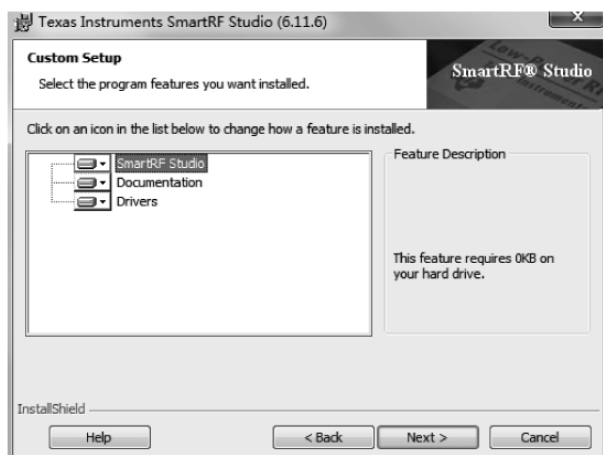 Texas Instruments SmartRF Studio (6.11.6)
Custom Setup
Select the program features you want installed.
SmartRF® Studio
Click on an icon in the list below to change how a feature is installed.
SmartRF Studio
Documentation
Drivers
Feature Description
This feature requires 0KB on
your hard drive.
InstallShield
Help
< Back
Next >
Cancel